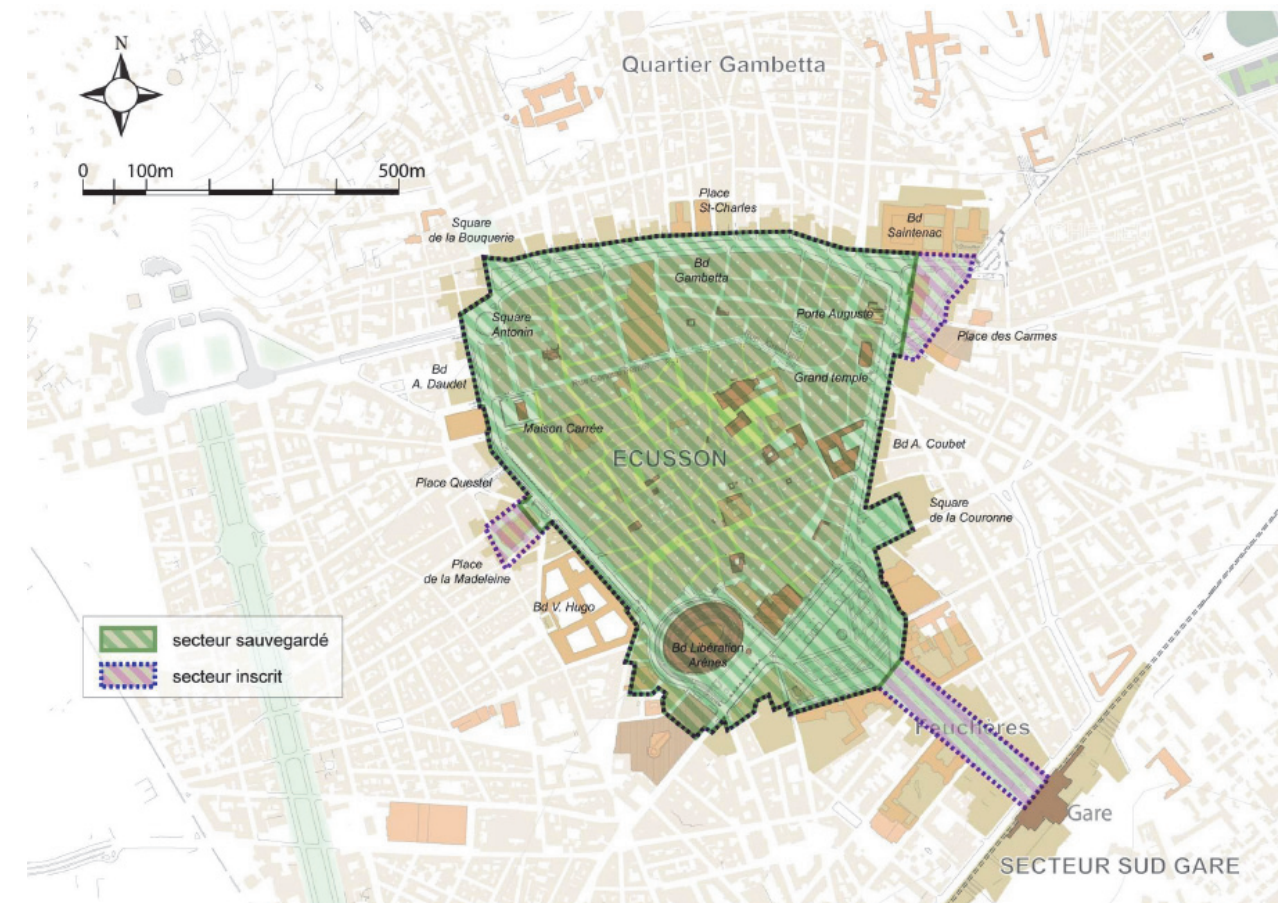 N
Quartier Gambetta
0 100m 500m
Place
St-Charles
Square
de la Bouquerie
Bd
Saintenac
Bd
Gambetta
Square
Antonin
Porte Auguste
Place des Carmes
Bd
A. Daudet
Grand temple
Maison Carrée
ECUSSON
Bd A. Coubet
Place Questel
Square
de la Couronne
Place
de la Madeleine
Bd V. Hugo
secteur sauvegardé
secteur inscrit
Bd Libération
Arènes
Feuchères
Gare
SECTEUR SUD GARE